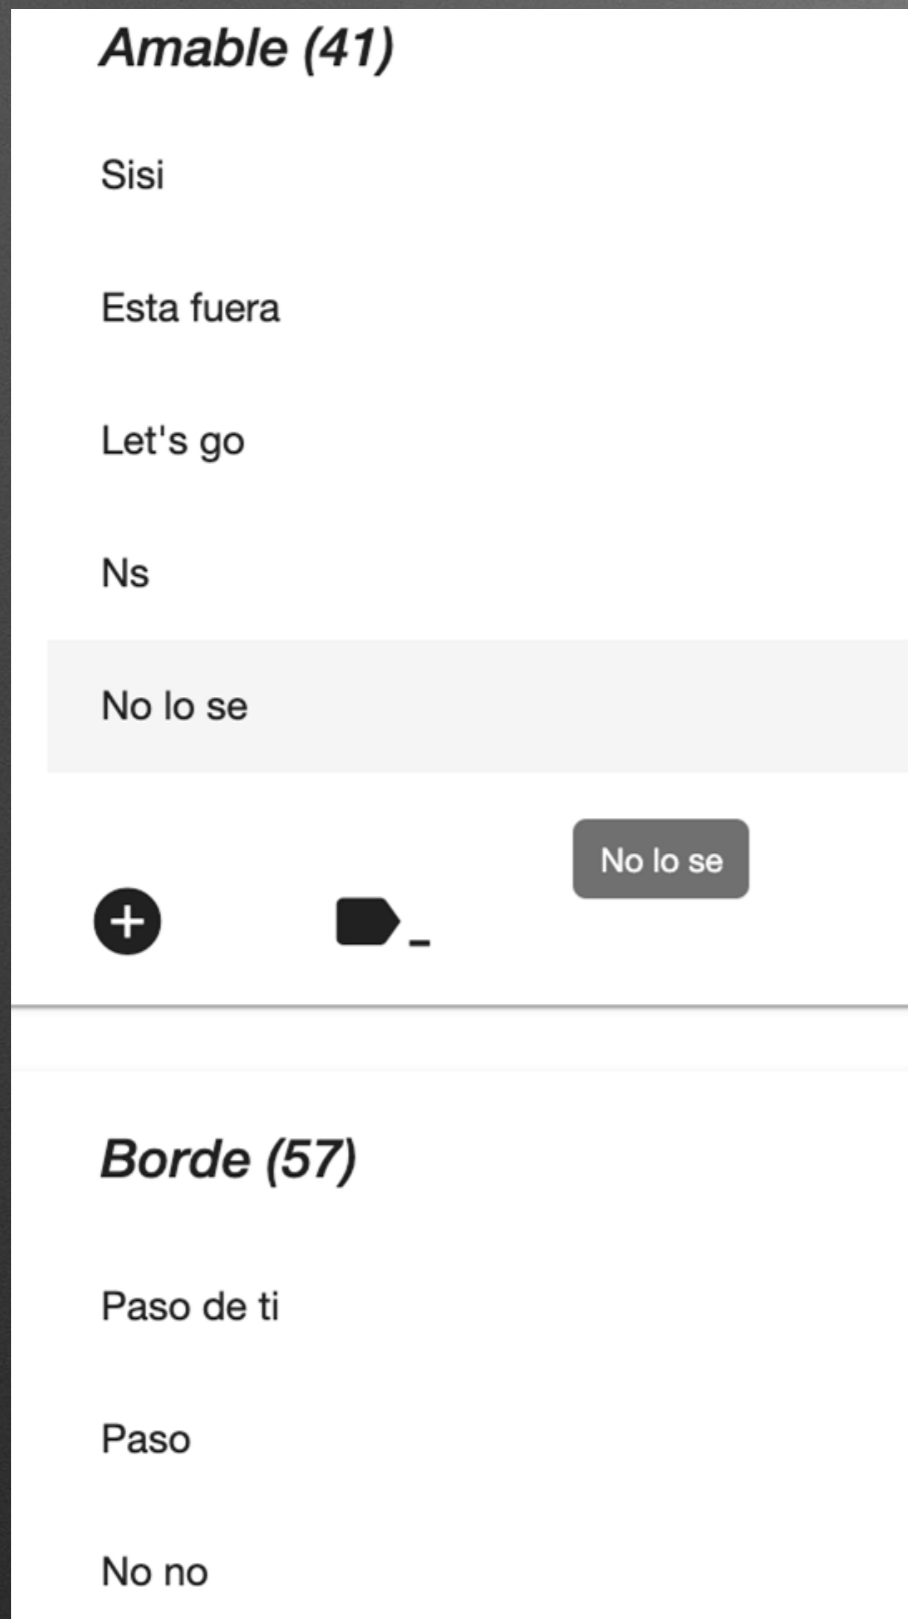 Amable (41)
Sisi
Esta fuera
Let's go
Ns
No lo se
No lo se
Borde (57)
Paso de ti
Paso
No no